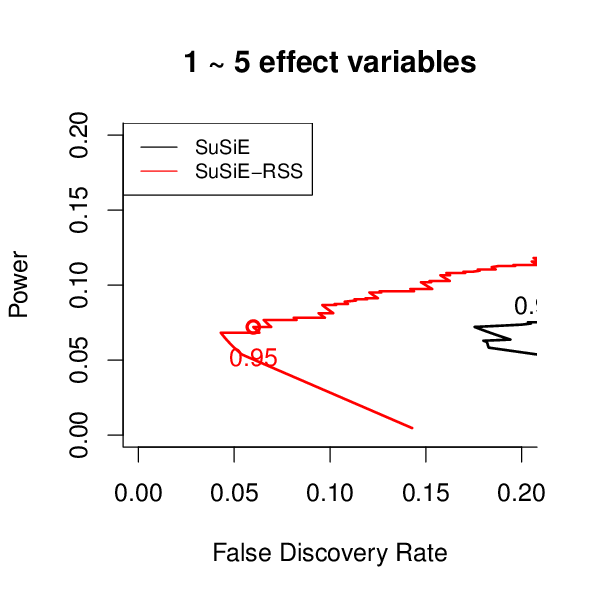 1 ~ 5 effect variables
SuSiE
SuSiE−RSS
Power
0.20
0.15
0.10
0.05
0.00
0.95
0.00 0.05 0.10 0.15 0.20
False Discovery Rate